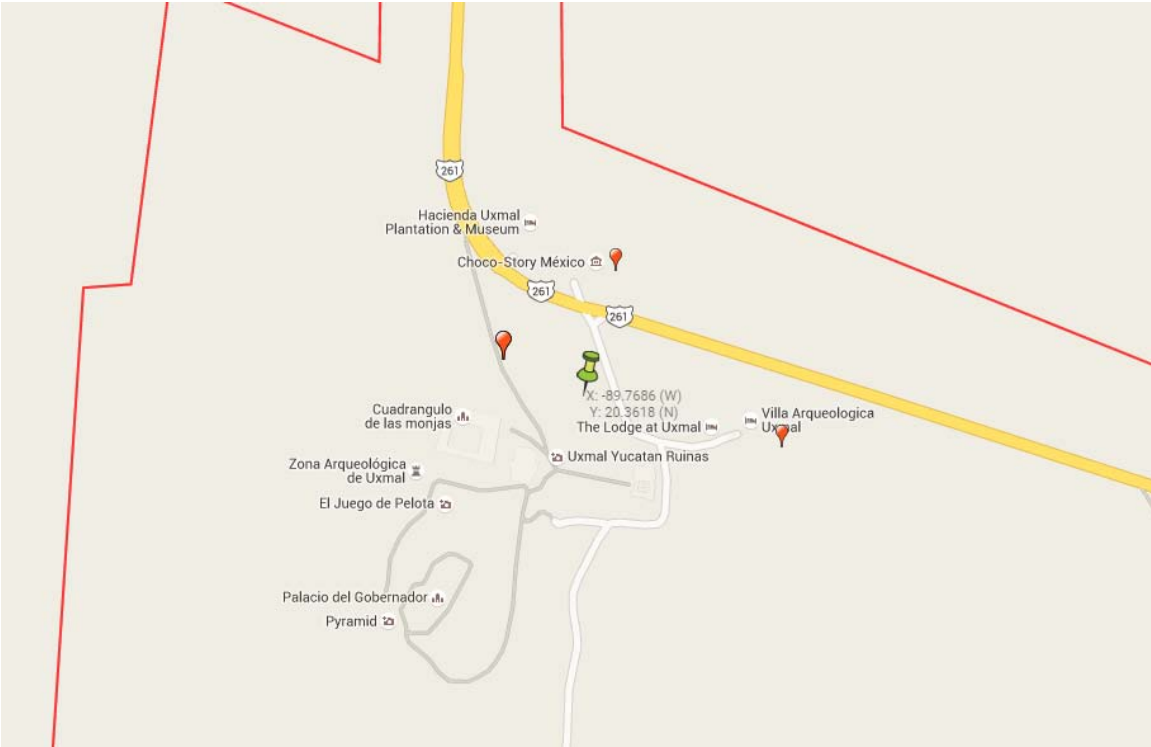 261
Hacienda Uxmal
Plantation & Museum
Choco-Story México
261
261
X: -89.7686 (W)
Y: 20.3618 (N)
Cuadrangulo
de las monjas
The Lodge at Uxmal
Villa Arqueologica
Uxmal
Uxmal Yucatan Ruinas
Zona Arqueológica
de Uxmal
El Juego de Pelota
Palacio del Gobernador
Pyramid